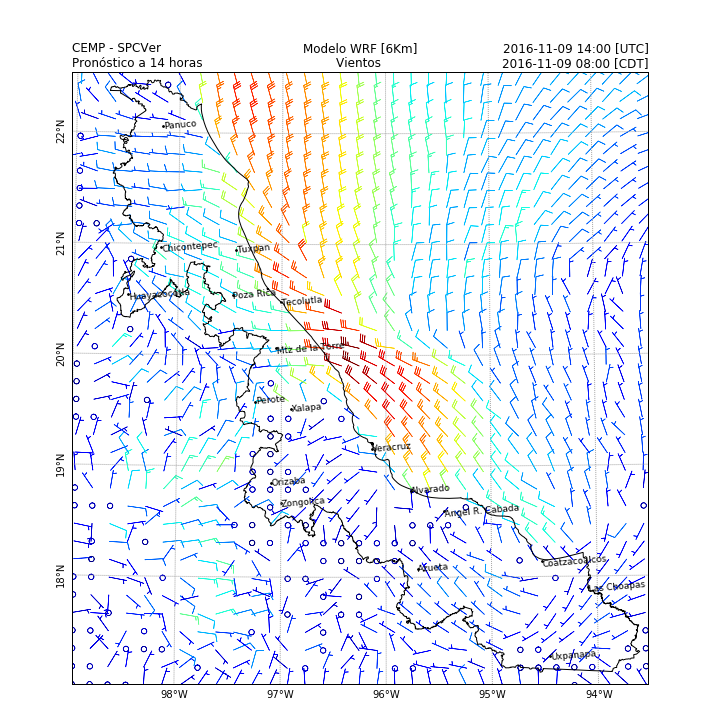 CEMP - SPCVer
Modelo WRF [6Km]
2016-11-09 14:00 [UTC]
Pronóstico a 14 horas
Vientos
2016-11-09 08:00 [CDT]
22°N
Panuco
21°N
Chicontepec
Tuxpan
Huayacocotla
Poza Rica
Tecolutla
20°N
Mtz de la Torre
Perote
Xalapa
Veracruz
19°N
Orizaba
Alvarado
Zongolica
Angel R. Cabada
Coatzacoalcos
18°N
Azueta
Las Choapas
Uxpanapa
98°W
97°W
96°W
95°W
94°W